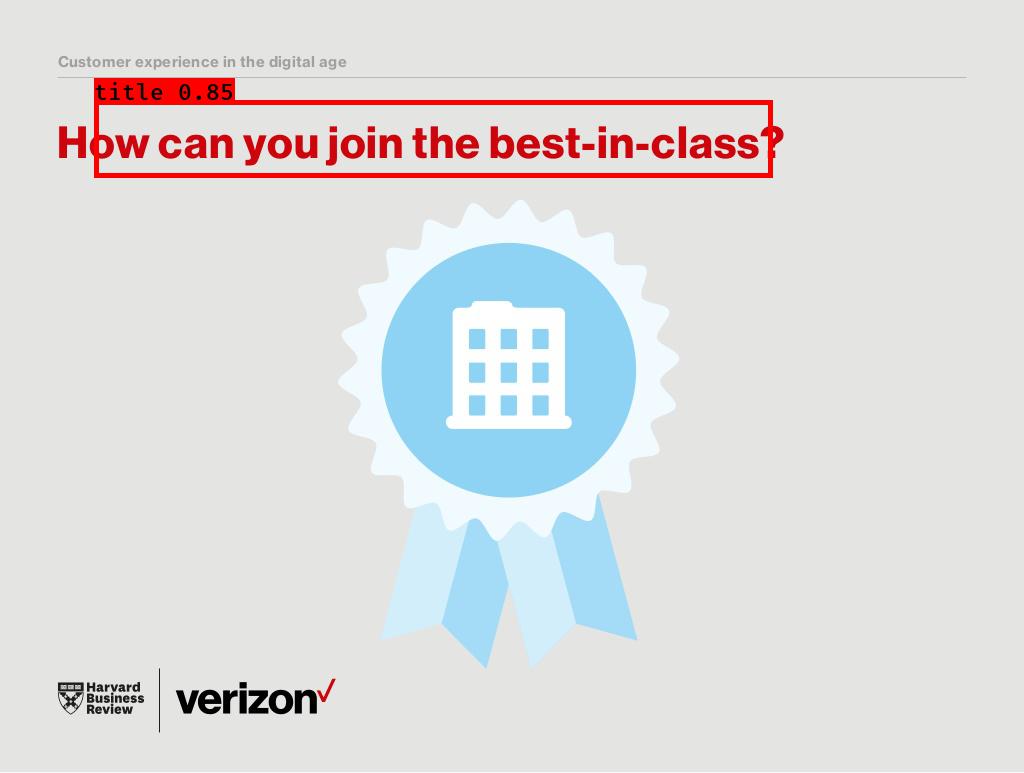 Customer experience in the digital age
title 0.85
How can you join the best-in-class?
Harvard
Business
Review
verizon✓